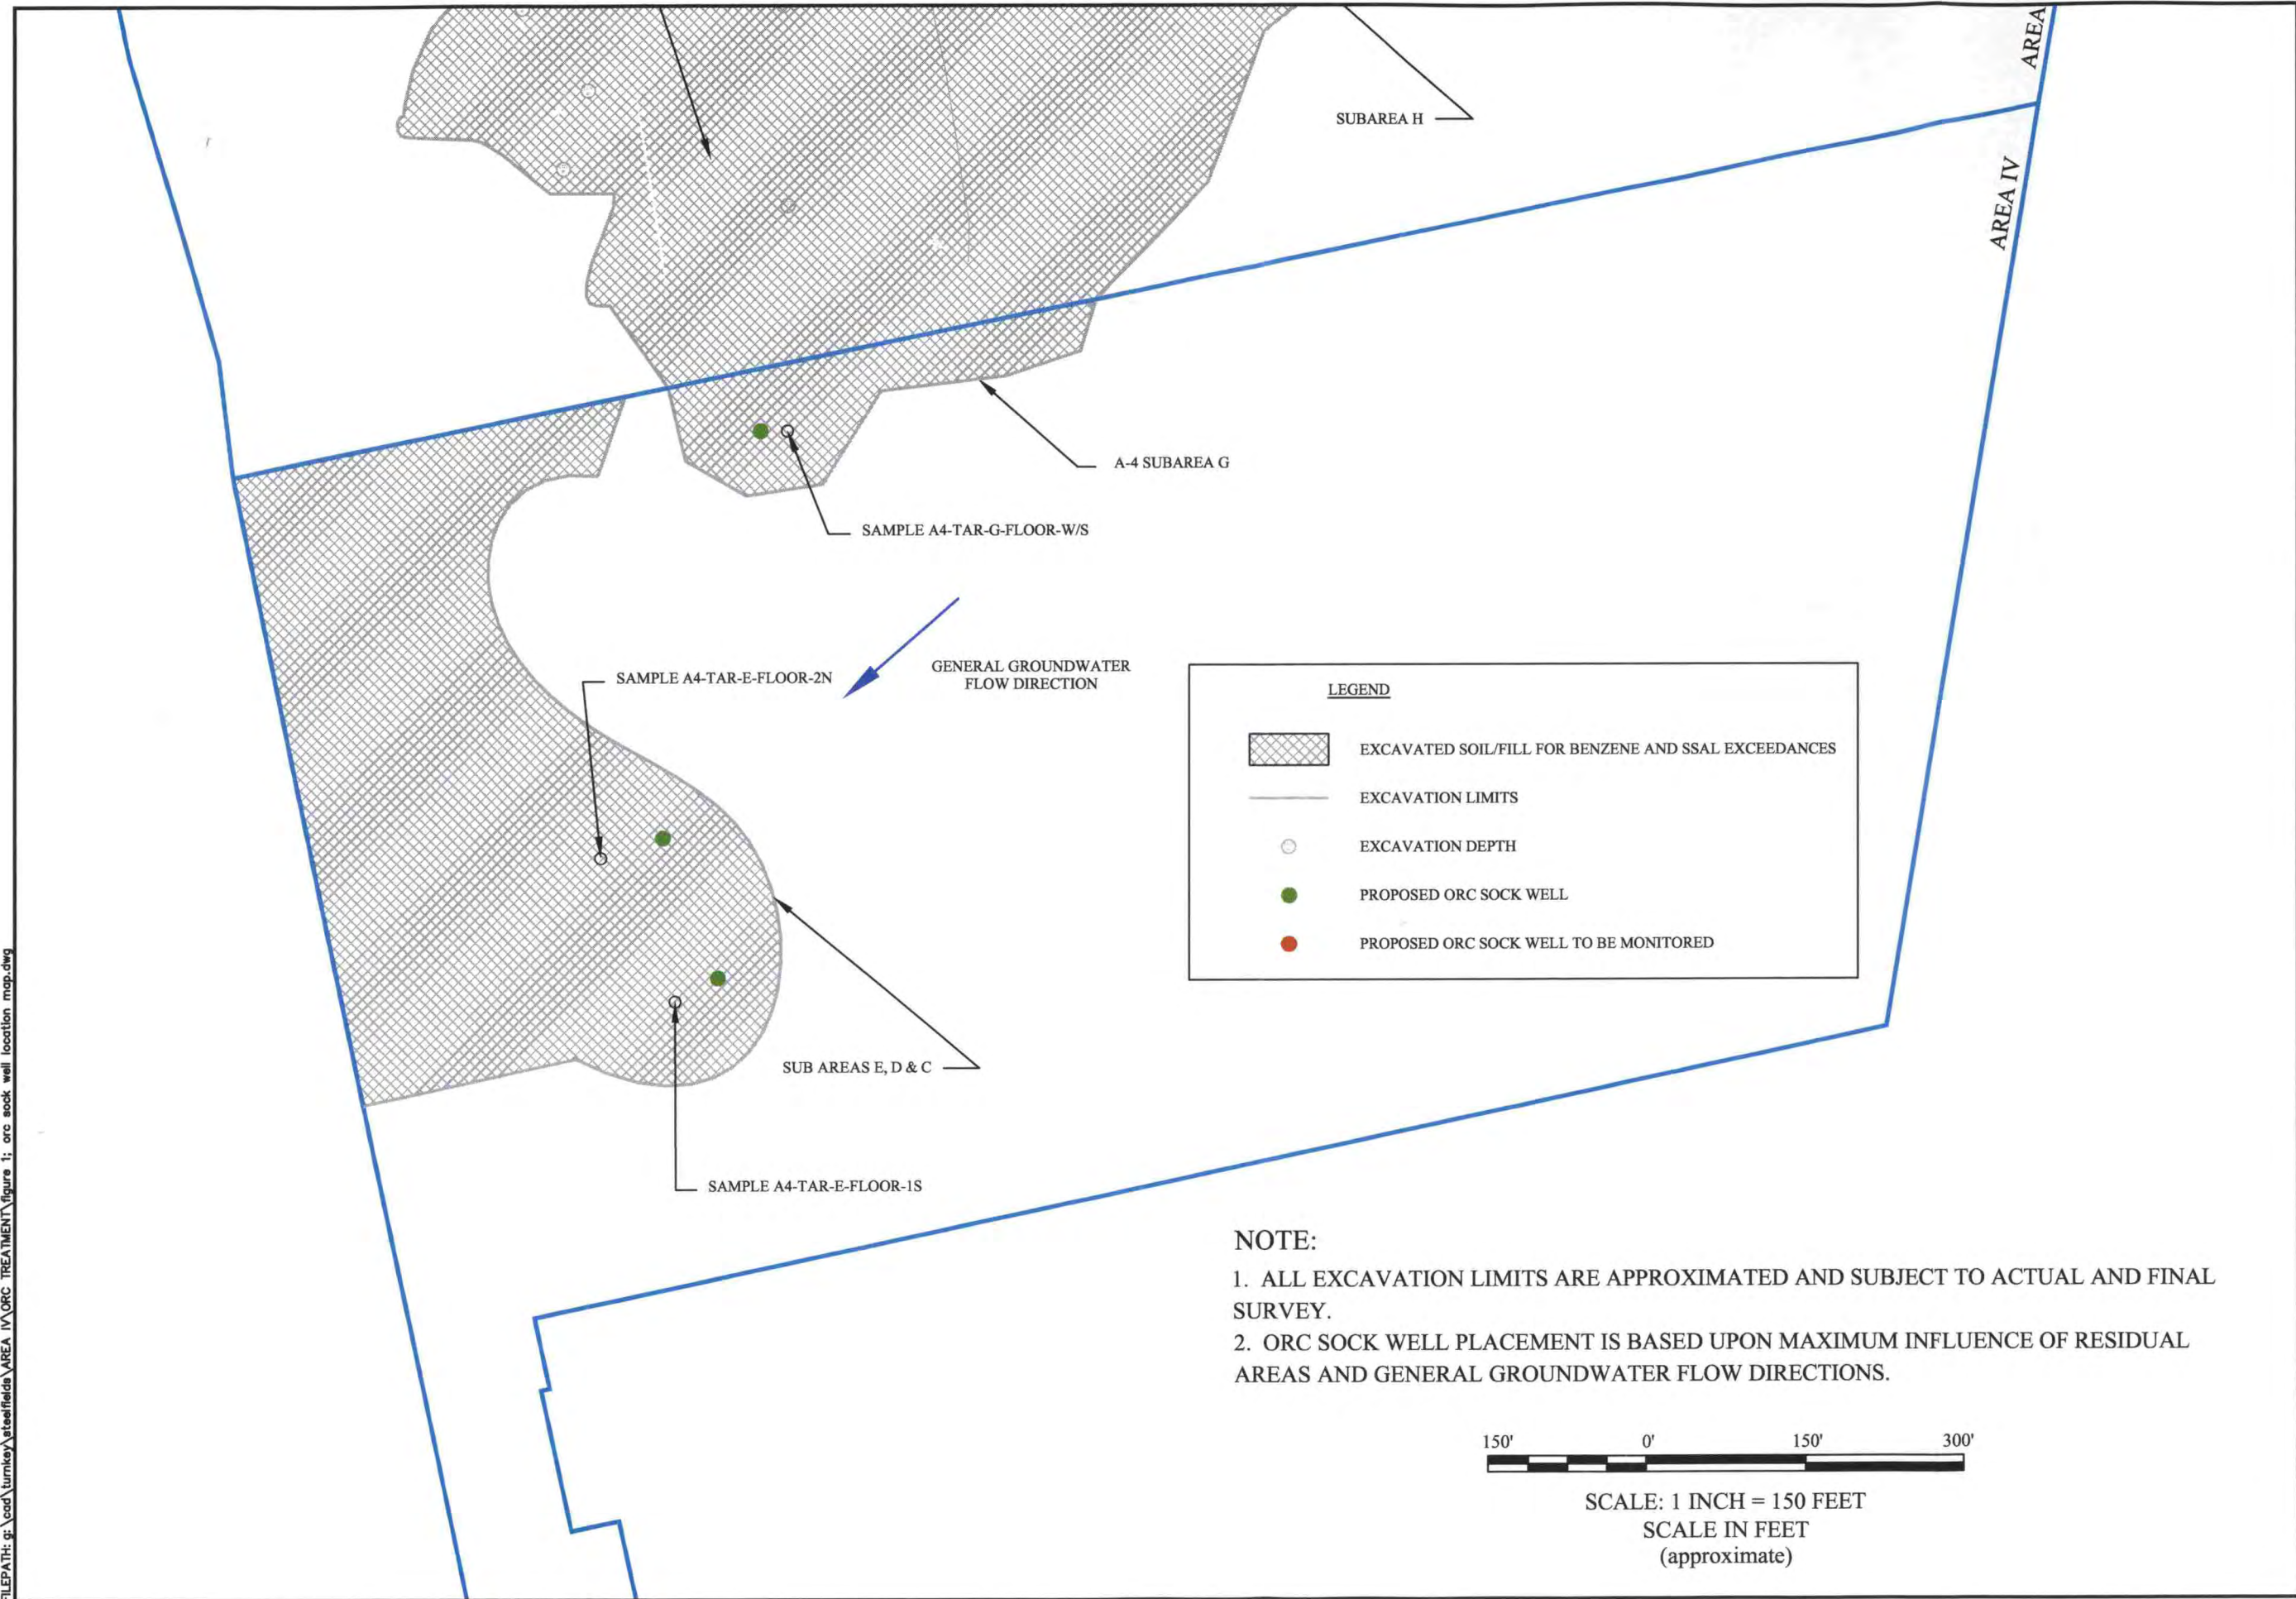 AREA
SUBAREA H
AREA IV
A-4 SUBAREA G
SAMPLE A4-TAR-G-FLOOR-W/S
SAMPLE A4-TAR-E-FLOOR-2N
GENERAL GROUNDWATER
FLOW DIRECTION
LEGEND
EXCAVATED SOIL/FILL FOR BENZENE AND SSAL EXCEEDANCES
EXCAVATION LIMITS
EXCAVATION DEPTH
PROPOSED ORC SOCK WELL
PROPOSED ORC SOCK WELL TO BE MONITORED
SUB AREAS E, D & C
SAMPLE A4-TAR-E-FLOOR-1S
NOTE:
1. ALL EXCAVATION LIMITS ARE APPROXIMATED AND SUBJECT TO ACTUAL AND FINAL
SURVEY.
2. ORC SOCK WELL PLACEMENT IS BASED UPON MAXIMUM INFLUENCE OF RESIDUAL
AREAS AND GENERAL GROUNDWATER FLOW DIRECTIONS.
150' 0' 150' 300'
SCALE: 1 INCH = 150 FEET
SCALE IN FEET
(approximate)
FILEPATH: g:\cad\turnkey\steelfields\AREA IV\ORC TREATMENT\figure 1; orc sock well location map.dwg